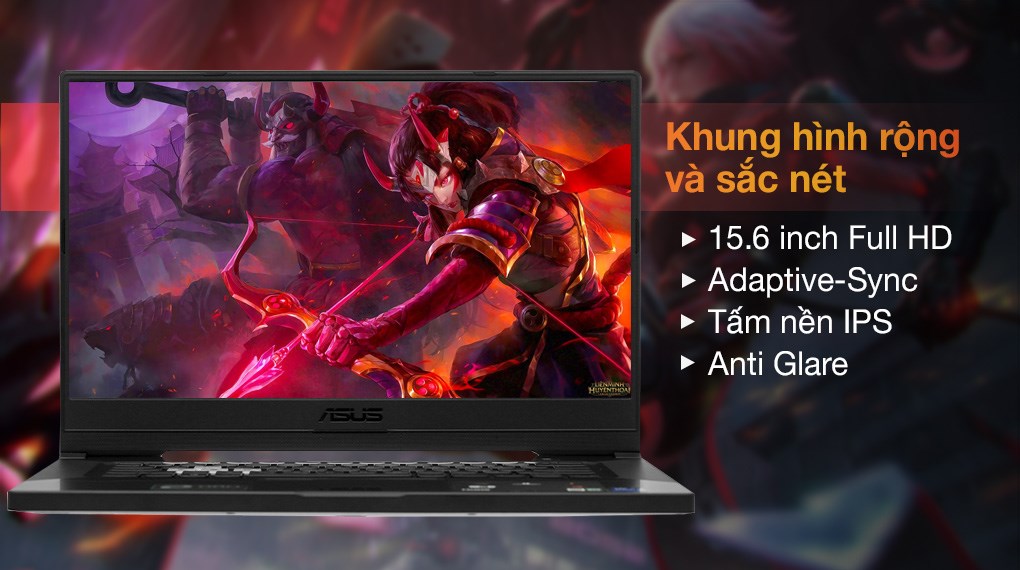 Khung hình rộng
và sắc nét
▸ 15.6 inch Full HD
▸ Adaptive-Sync
▸ Tấm nền IPS
▸ Anti Glare
LIÊN MINH
HUYỀN THOẠI
ASUS